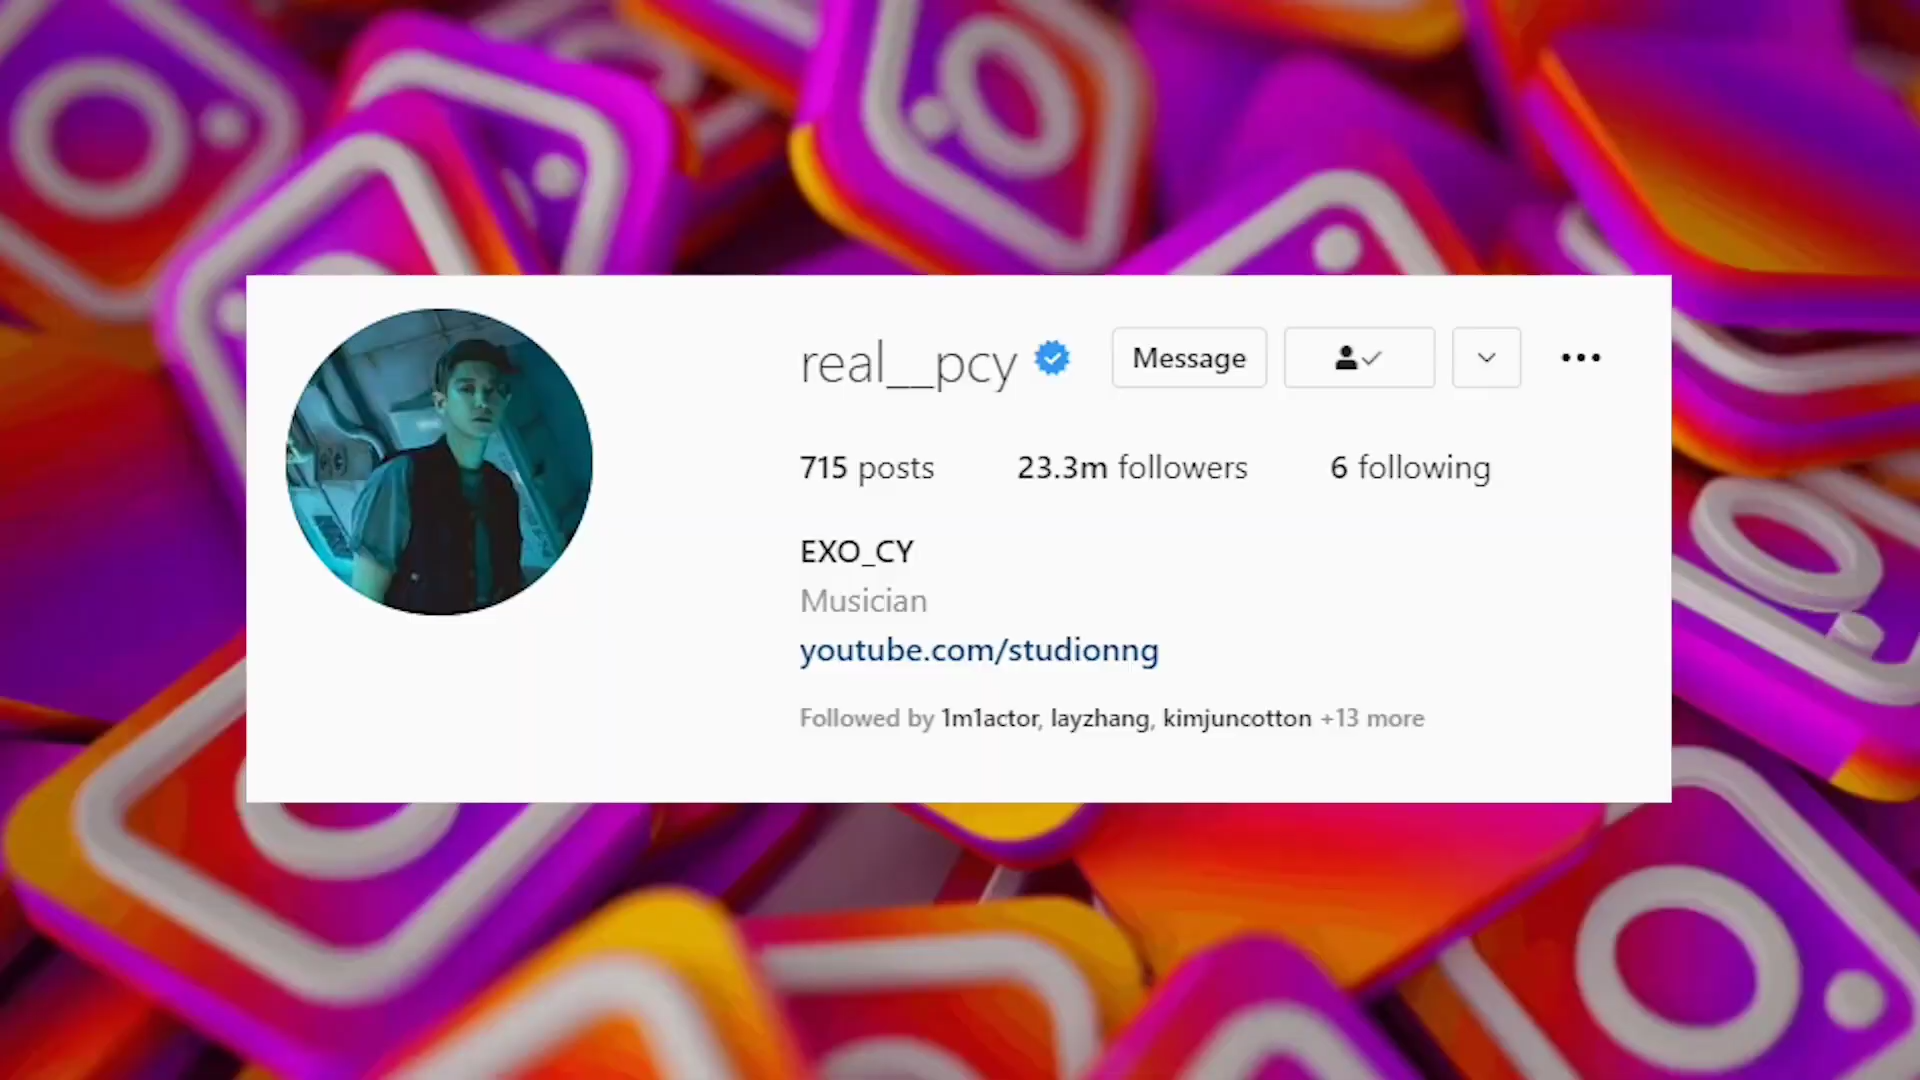 real__pcy Message
715 posts 23.3m followers 6 following
EXO_CY
Musician
youtube.com/studionng
Followed by 1m1actor, layzhang, kimjuncotton +13 more